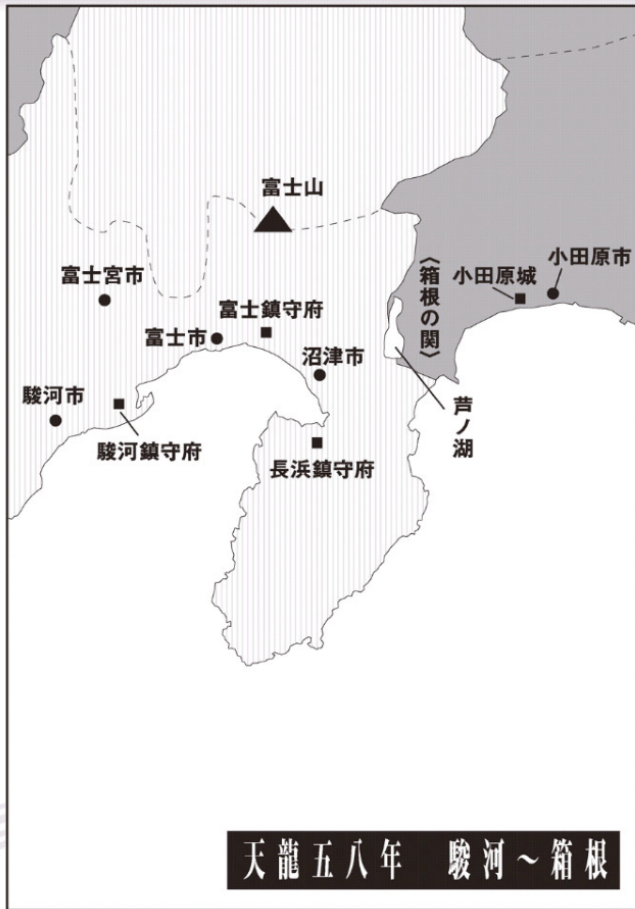 富士山
富士宮市
富士市
富士鎮守府
沼津市
駿河市
駿河鎮守府
長浜鎮守府
〈箱根の関〉
小田原城
小田原市
芦ノ湖
天龍五八年 駿河~箱根